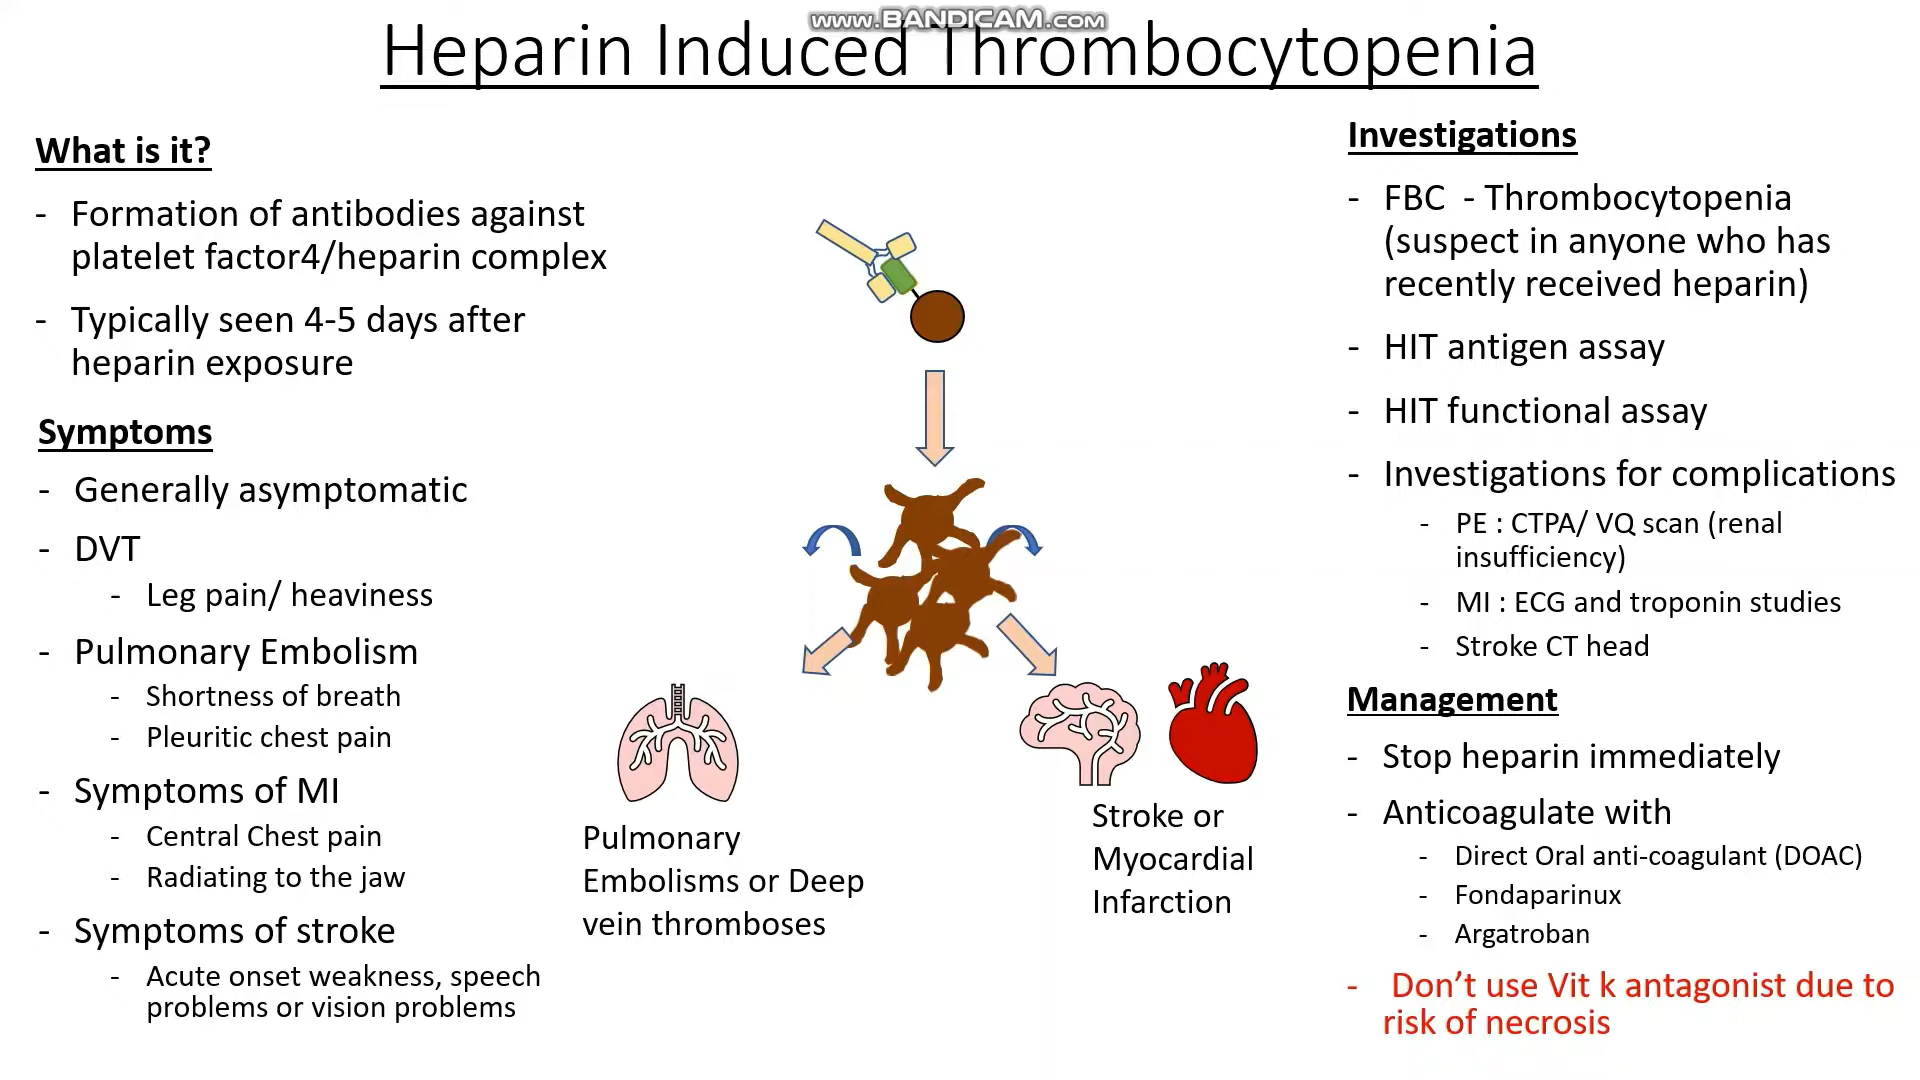 www.BANDICAM.com
Heparin Induced Thrombocytopenia
What is it?
- Formation of antibodies against
platelet factor4/heparin complex
- Typically seen 4-5 days after
heparin exposure
Symptoms
- Generally asymptomatic
- DVT
- Leg pain/ heaviness
- Pulmonary Embolism
- Shortness of breath
- Pleuritic chest pain
- Symptoms of MI
- Central Chest pain
- Radiating to the jaw
- Symptoms of stroke
- Acute onset weakness, speech
problems or vision problems
Pulmonary
Embolisms or Deep
vein thromboses
Stroke or
Myocardial
Infarction
Investigations
- FBC - Thrombocytopenia
(suspect in anyone who has
recently received heparin)
- HIT antigen assay
- HIT functional assay
- Investigations for complications
- PE : CTPA/ VQ scan (renal
insufficiency)
- MI : ECG and troponin studies
- Stroke CT head
Management
- Stop heparin immediately
- Anticoagulate with
- Direct Oral anti-coagulant (DOAC)
- Fondaparinux
- Argatroban
- Don't use Vit k antagonist due to
risk of necrosis